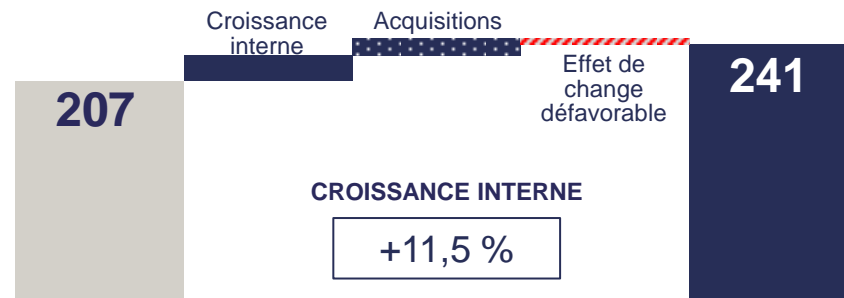 Croissance
interne
Acquisitions
Effet de
change
défavorable
207
241
CROISSANCE INTERNE
+11,5 %